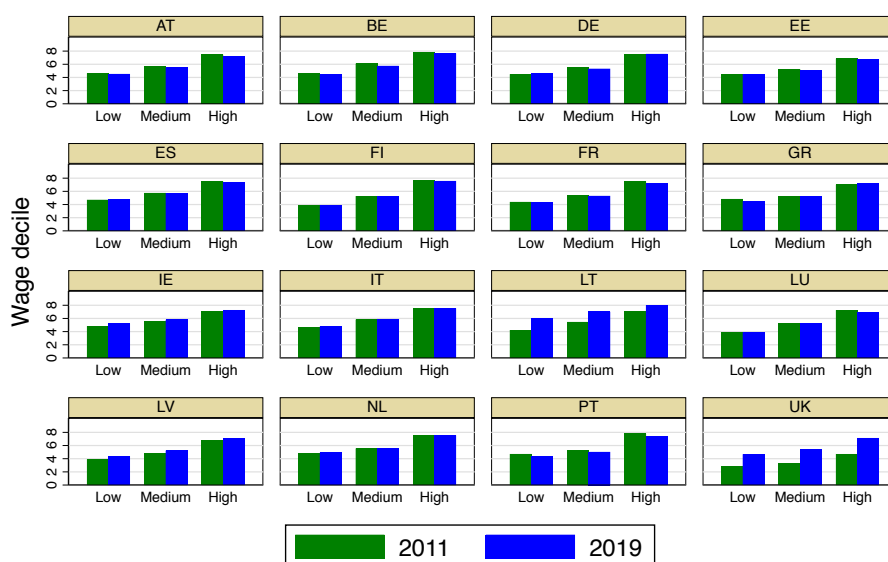 AT BE DE EE
0 2 4 6 8
Low Medium High Low Medium High Low Medium High Low Medium High
ES FI FR GR
0 2 4 6 8
Low Medium High Low Medium High Low Medium High Low Medium High
Wage decile
IE IT LT LU
0 2 4 6 8
Low Medium High Low Medium High Low Medium High Low Medium High
LV NL PT UK
0 2 4 6 8
Low Medium High Low Medium High Low Medium High Low Medium High
2011 2019